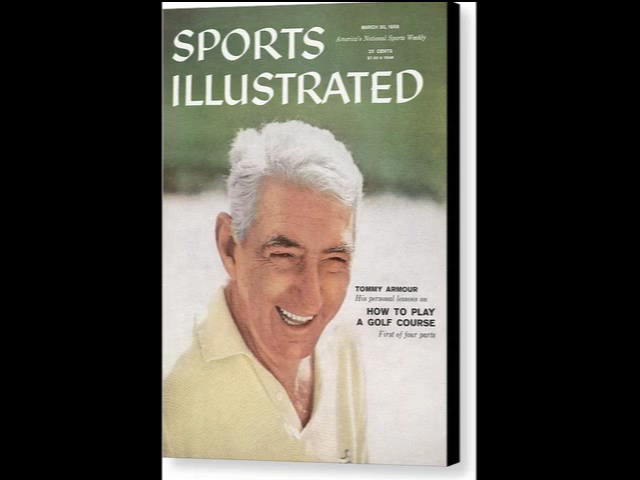 SPORTS
ILLUSTRATED
America's National Sports Weekly
25 CENTS
TOMMY ARMOUR
His personal lessons on
HOW TO PLAY
A GOLF COURSE
First of four parts